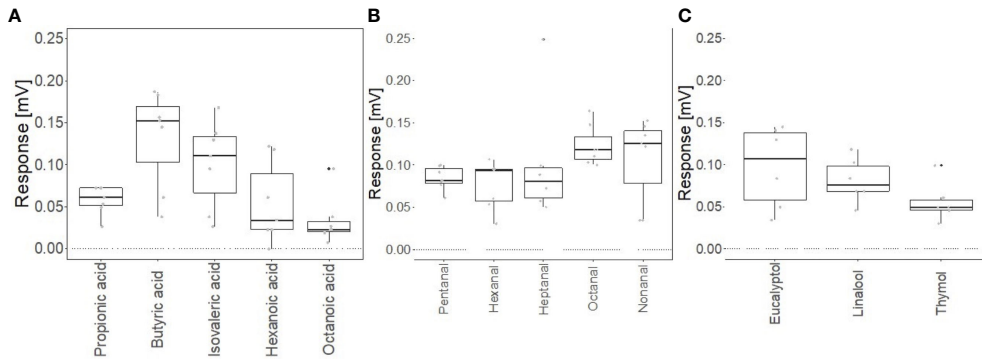 A
Response [mV]
0.25
0.20
0.15
0.10
0.05
0.00
Propionic acid
Butyric acid
Isovaleric acid
Hexanoic acid
Octanoic acid
B
Response [mV]
0.25
0.20
0.15
0.10
0.05
0.00
Pentanal
Hexanal
Heptanal
Octanal
Nonanal
C
Response [mV]
0.25
0.20
0.15
0.10
0.05
0.00
Eucalyptol
Linalool
Thymol